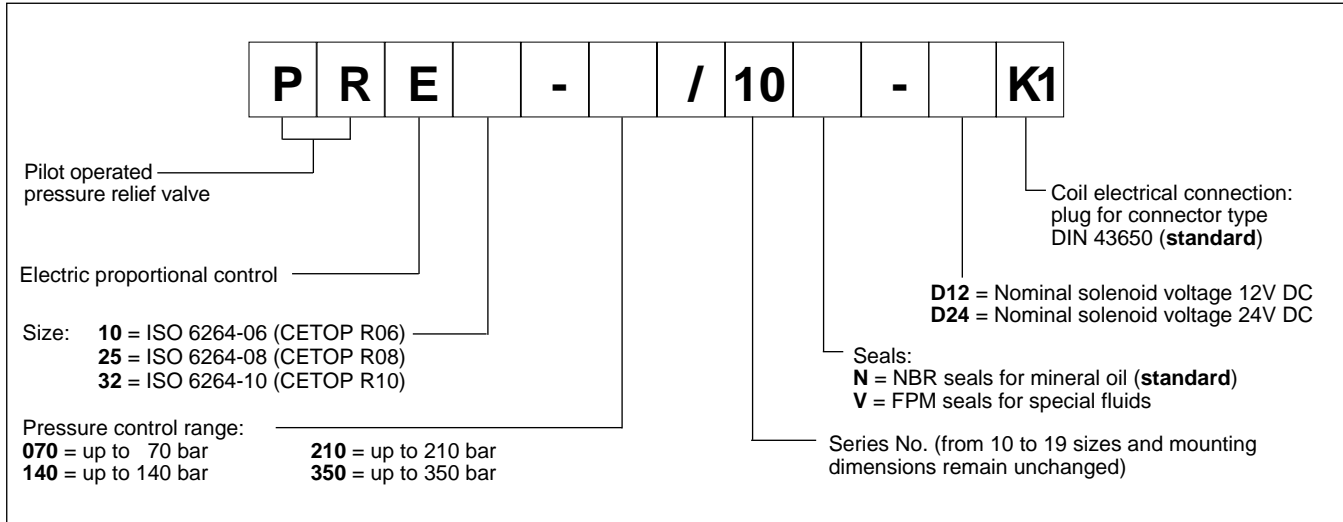 P R E - / 10 - K1
Pilot operated
pressure relief valve
Coil electrical connection:
plug for connector type
DIN 43650 (standard)
Electric proportional control
D12 = Nominal solenoid voltage 12V DC
D24 = Nominal solenoid voltage 24V DC
Size: 10 = ISO 6264-06 (CETOP R06)
25 = ISO 6264-08 (CETOP R08)
32 = ISO 6264-10 (CETOP R10)
Seals:
N = NBR seals for mineral oil (standard)
V = FPM seals for special fluids
Pressure control range:
070 = up to 70 bar 210 = up to 210 bar
140 = up to 140 bar 350 = up to 350 bar
Series No. (from 10 to 19 sizes and mounting
dimensions remain unchanged)